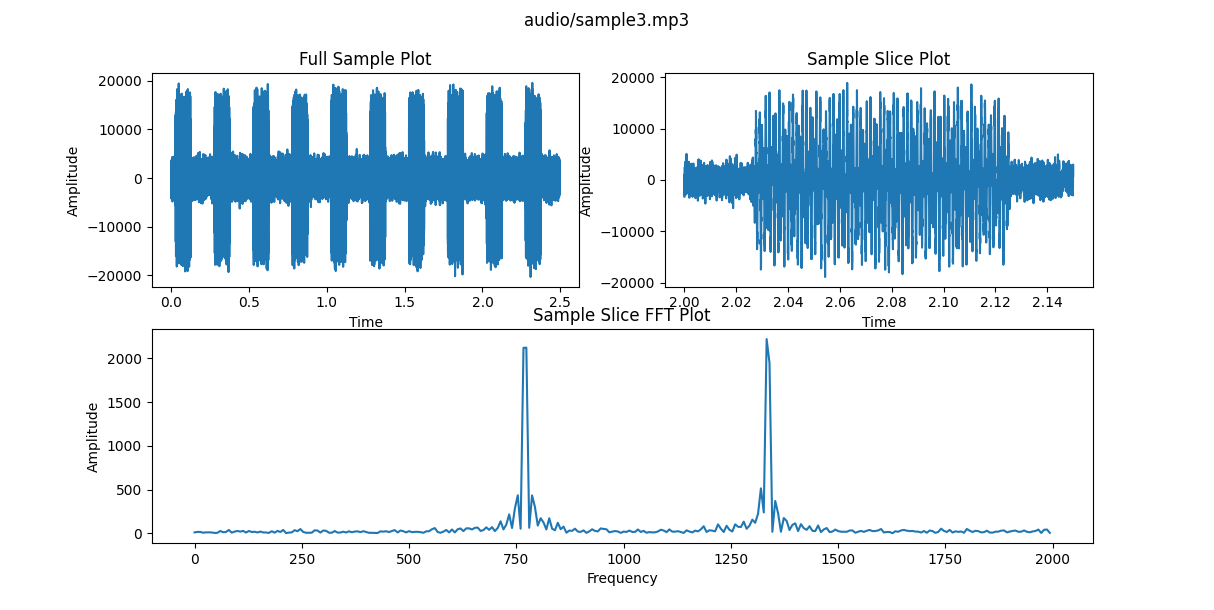 audio/sample3.mp3
Full Sample Plot
20000
10000
0
−10000
−20000
Amplitude
0.0 0.5 1.0 1.5 2.0 2.5
Time
Sample Slice Plot
20000
10000
0
−10000
−20000
Amplitude
2.00 2.02 2.04 2.06 2.08 2.10 2.12 2.14
Time
Sample Slice FFT Plot
2000
1500
1000
500
0
Amplitude
0 250 500 750 1000 1250 1500 1750 2000
Frequency